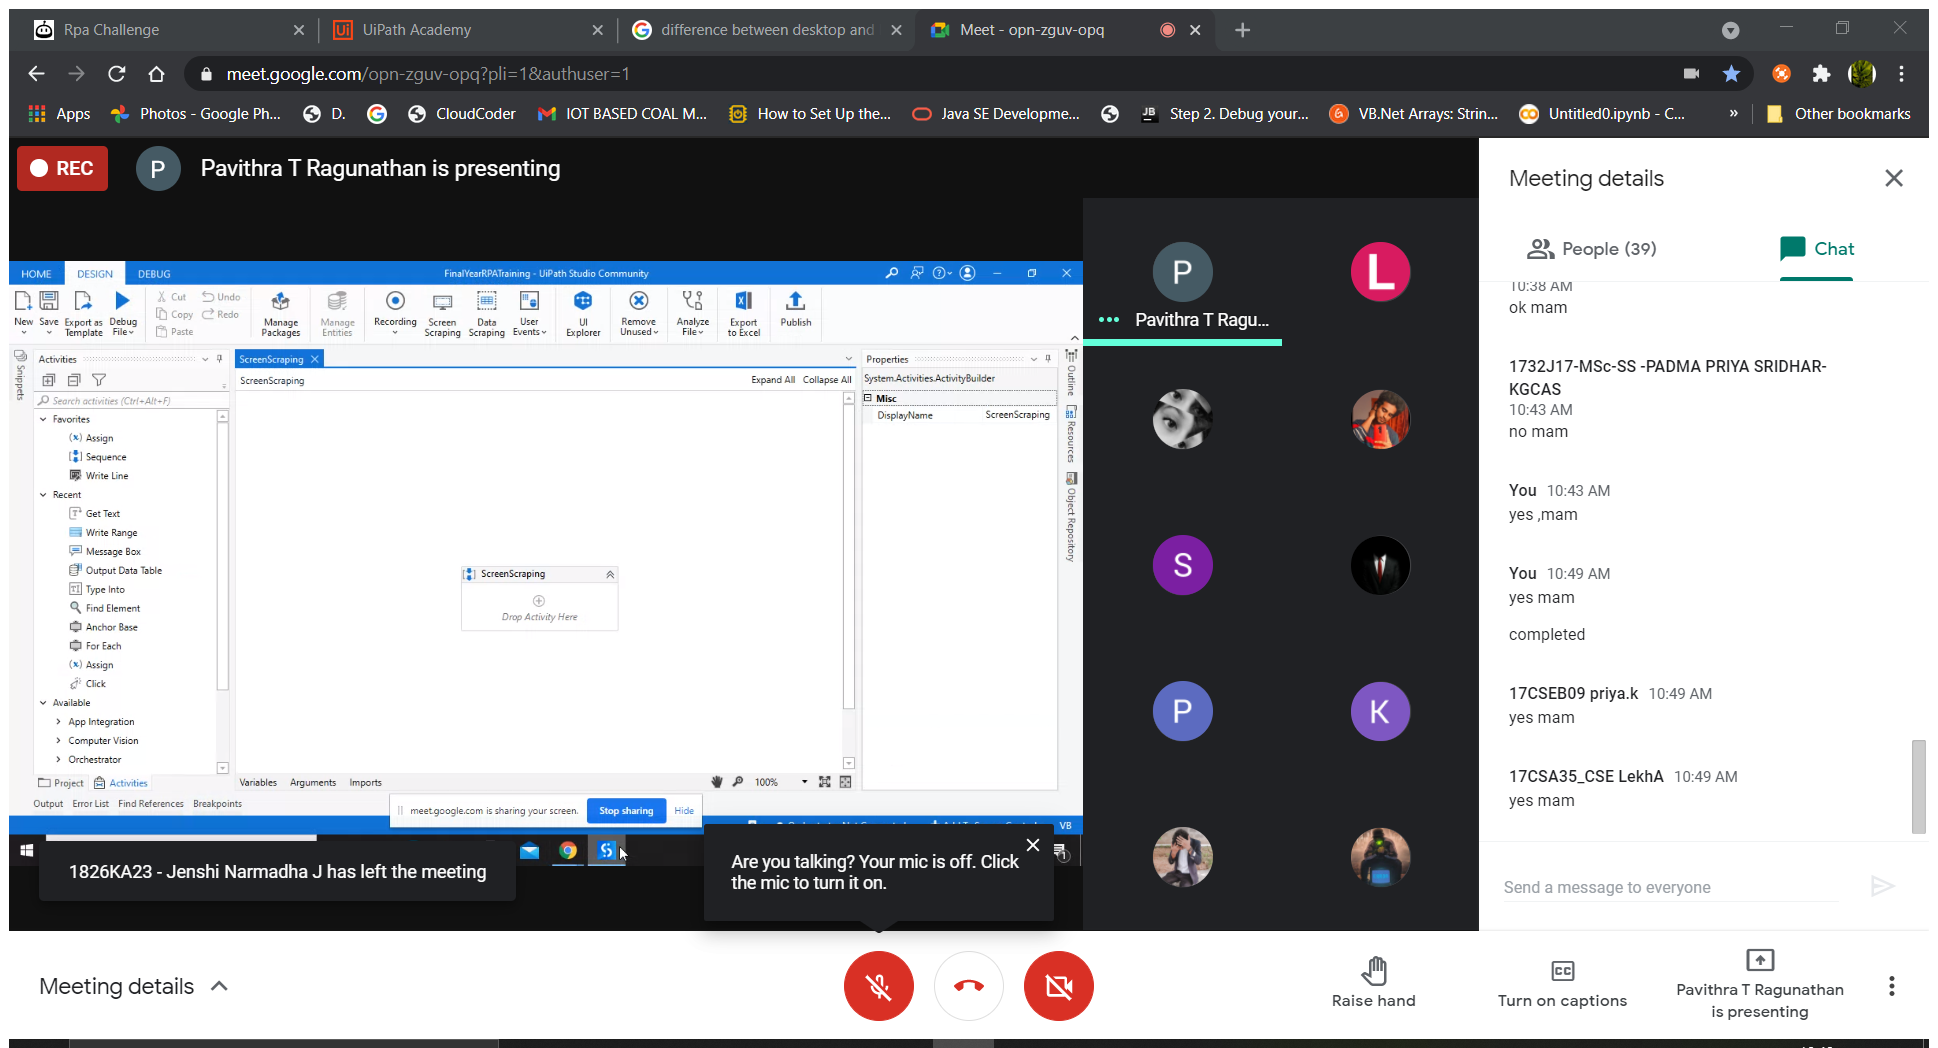 Rpa Challenge
UiPath Academy
difference between desktop and
Meet - opn-zguv-opq
meet.google.com/opn-zguv-opq?pli=1&authuser=1
Apps
Photos - Google Ph...
D.
CloudCoder
IOT BASED COAL M...
How to Set Up the...
Java SE Developme...
Step 2. Debug your...
VB.Net Arrays: Strin...
Untitled0.ipynb - C...
»
Other bookmarks
REC
P
Pavithra T Ragunathan is presenting
HOME
DESIGN
DEBUG
FinalYearRPATraining - UiPath Studio Community
New
Save
Export as Template
Debug File
Cut
Copy
Paste
Undo
Redo
Manage Packages
Manage Entities
Recording
Screen Scraping
Data Scraping
User Events
UI Explorer
Remove Unused
Analyze File
Export to Excel
Publish
Snippets
Activities
Search activities (Ctrl+Alt+F)
Favorites
Assign
Sequence
Write Line
Recent
Get Text
Write Range
Message Box
Output Data Table
Type Into
Find Element
Anchor Base
For Each
Assign
Click
Available
App Integration
Computer Vision
Orchestrator
Project
Activities
ScreenScraping
ScreenScraping
Expand All
Collapse All
ScreenScraping
Drop Activity Here
Variables
Arguments
Imports
100%
Properties
System.Activities.ActivityBuilder
Misc
DisplayName
ScreenScraping
Outline
Resources
Object Repository
Output
Error List
Find References
Breakpoints
meet.google.com is sharing your screen.
Stop sharing
Hide
VB
1826KA23 - Jenshi Narmadha J has left the meeting
Are you talking? Your mic is off. Click
the mic to turn it on.
P
Pavithra T Ragu...
L
S
P
K
Meeting details
People (39)
Chat
10:38 AM
ok mam
1732J17-MSc-SS -PADMA PRIYA SRIDHAR-
KGCAS
10:43 AM
no mam
You 10:43 AM
yes ,mam
You 10:49 AM
yes mam
completed
17CSEB09 priya.k 10:49 AM
yes mam
17CSA35_CSE LekhA 10:49 AM
yes mam
Send a message to everyone
Meeting details
Raise hand
Turn on captions
Pavithra T Ragunathan
is presenting